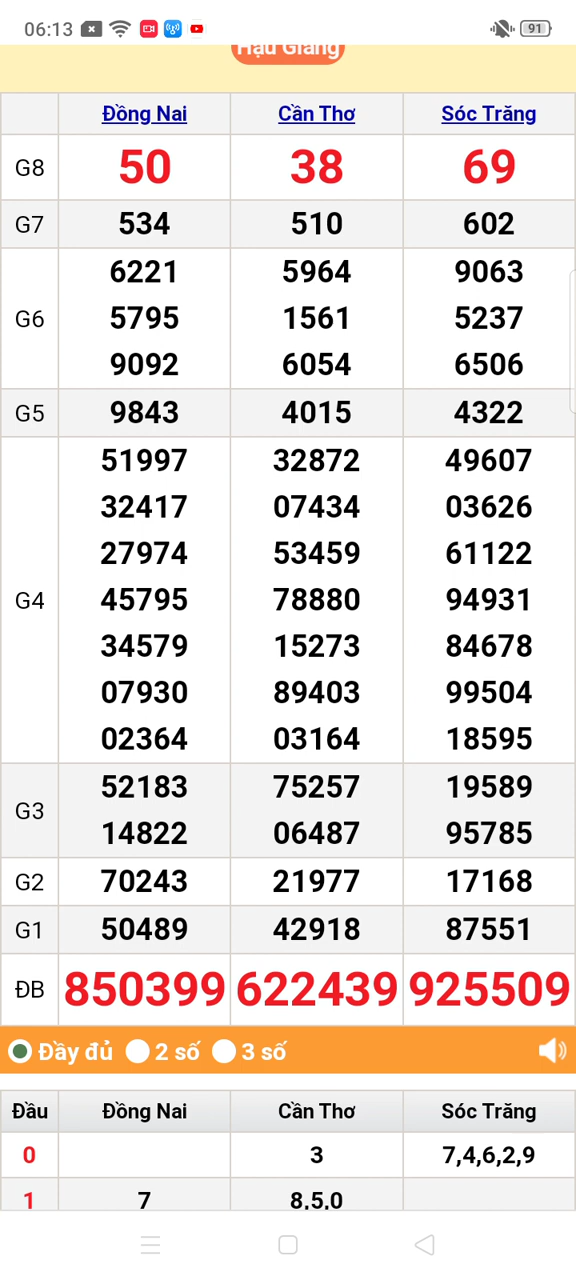 06:13
91
Hậu Giang
Đồng Nai Cần Thơ Sóc Trăng
G8 50 38 69
G7 534 510 602
6221 5964 9063
G6 5795 1561 5237
9092 6054 6506
G5 9843 4015 4322
51997 32872 49607
32417 07434 03626
27974 53459 61122
G4 45795 78880 94931
34579 15273 84678
07930 89403 99504
02364 03164 18595
52183 75257 19589
G3
14822 06487 95785
G2 70243 21977 17168
G1 50489 42918 87551
ĐB 850399 622439 925509
Đầy đủ 2 số 3 số
Đầu Đồng Nai Cần Thơ Sóc Trăng
0 3 7,4,6,2,9
1 7 8,5,0